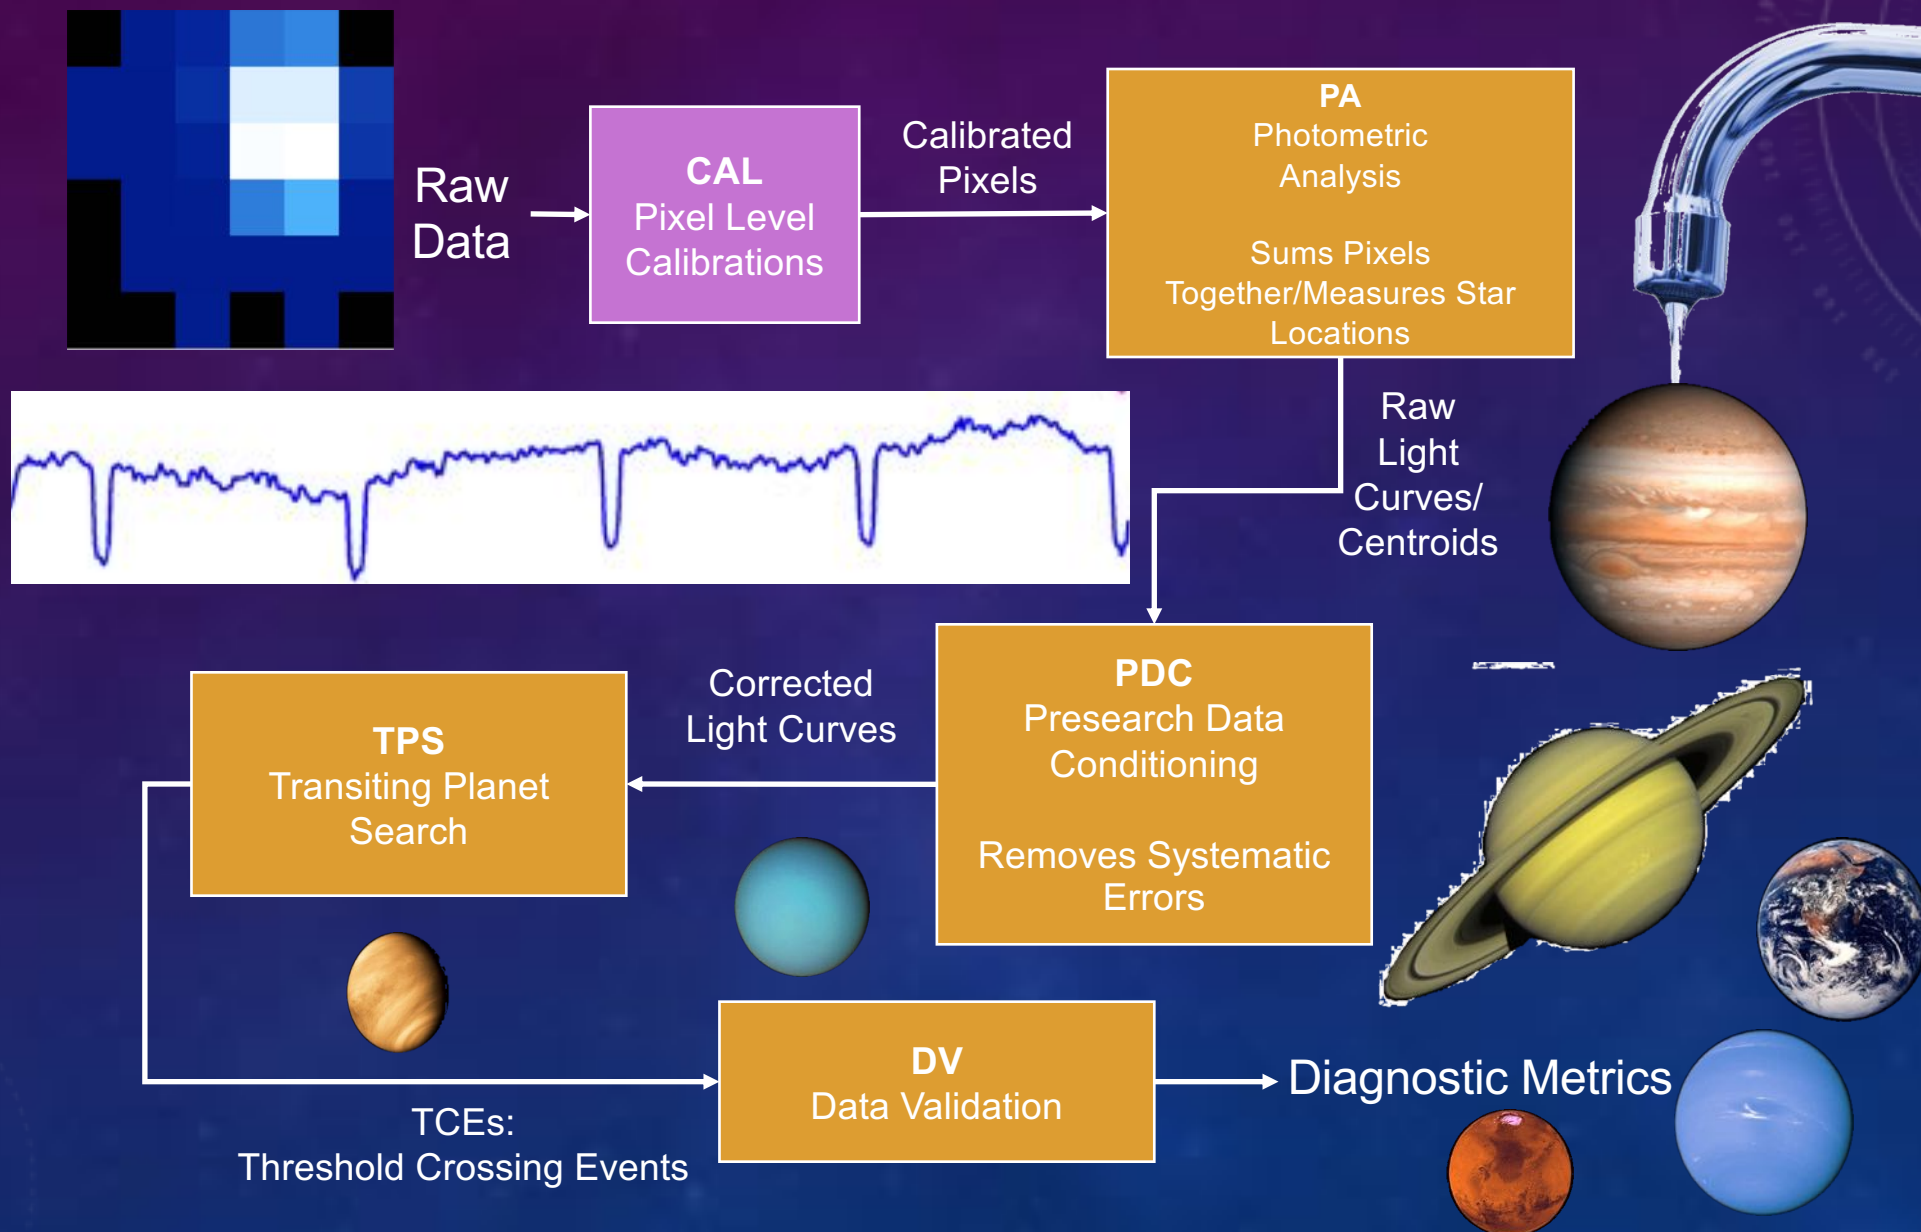 Raw
Data
CAL
Pixel Level
Calibrations
Calibrated
Pixels
PA
Photometric
Analysis
Sums Pixels
Together/Measures Star
Locations
Raw
Light
Curves/
Centroids
PDC
Presearch Data
Conditioning
Removes Systematic
Errors
Corrected
Light Curves
TPS
Transiting Planet
Search
TCEs:
Threshold Crossing Events
DV
Data Validation
Diagnostic Metrics